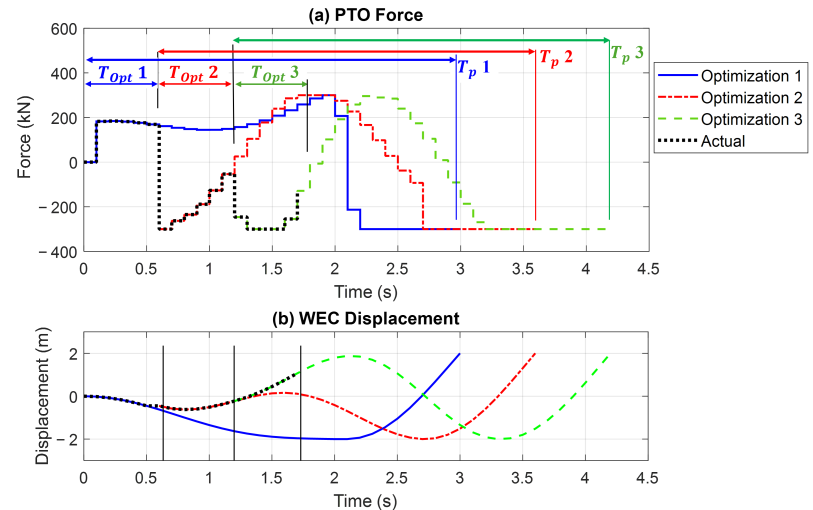 (a) PTO Force
600
400
200
0
−200
−400
Force (kN)
T_Opt 1
T_Opt 2
T_Opt 3
T_p 1
T_p 2
T_p 3
Optimization 1
Optimization 2
Optimization 3
Actual
0 0.5 1 1.5 2 2.5 3 3.5 4 4.5
Time (s)
(b) WEC Displacement
2
0
−2
Displacement (m)
0 0.5 1 1.5 2 2.5 3 3.5 4 4.5
Time (s)